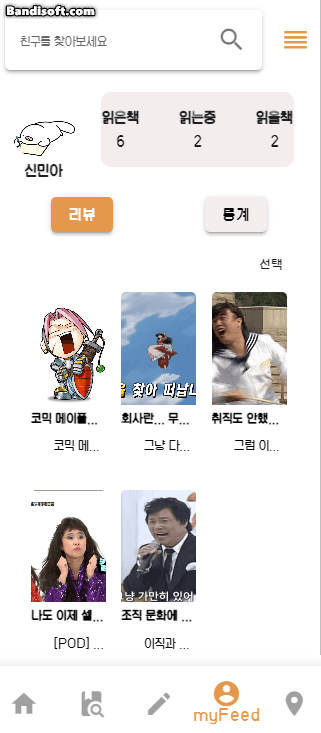 Bandisoft.com
친구를 찾아보세요
읽은책 읽는중 읽을책
6 2 2
신민아
리뷰 통계
선택
을 찾아 떠납니
코믹 메이플... 회사란... 무... 취직도 안했...
코믹 메... 그냥 다... 그럼 이...
그냥 가만히 있어
나도 이제 셀... 조직 문화에 ...
[POD] ... 이직과 ...
myFeed